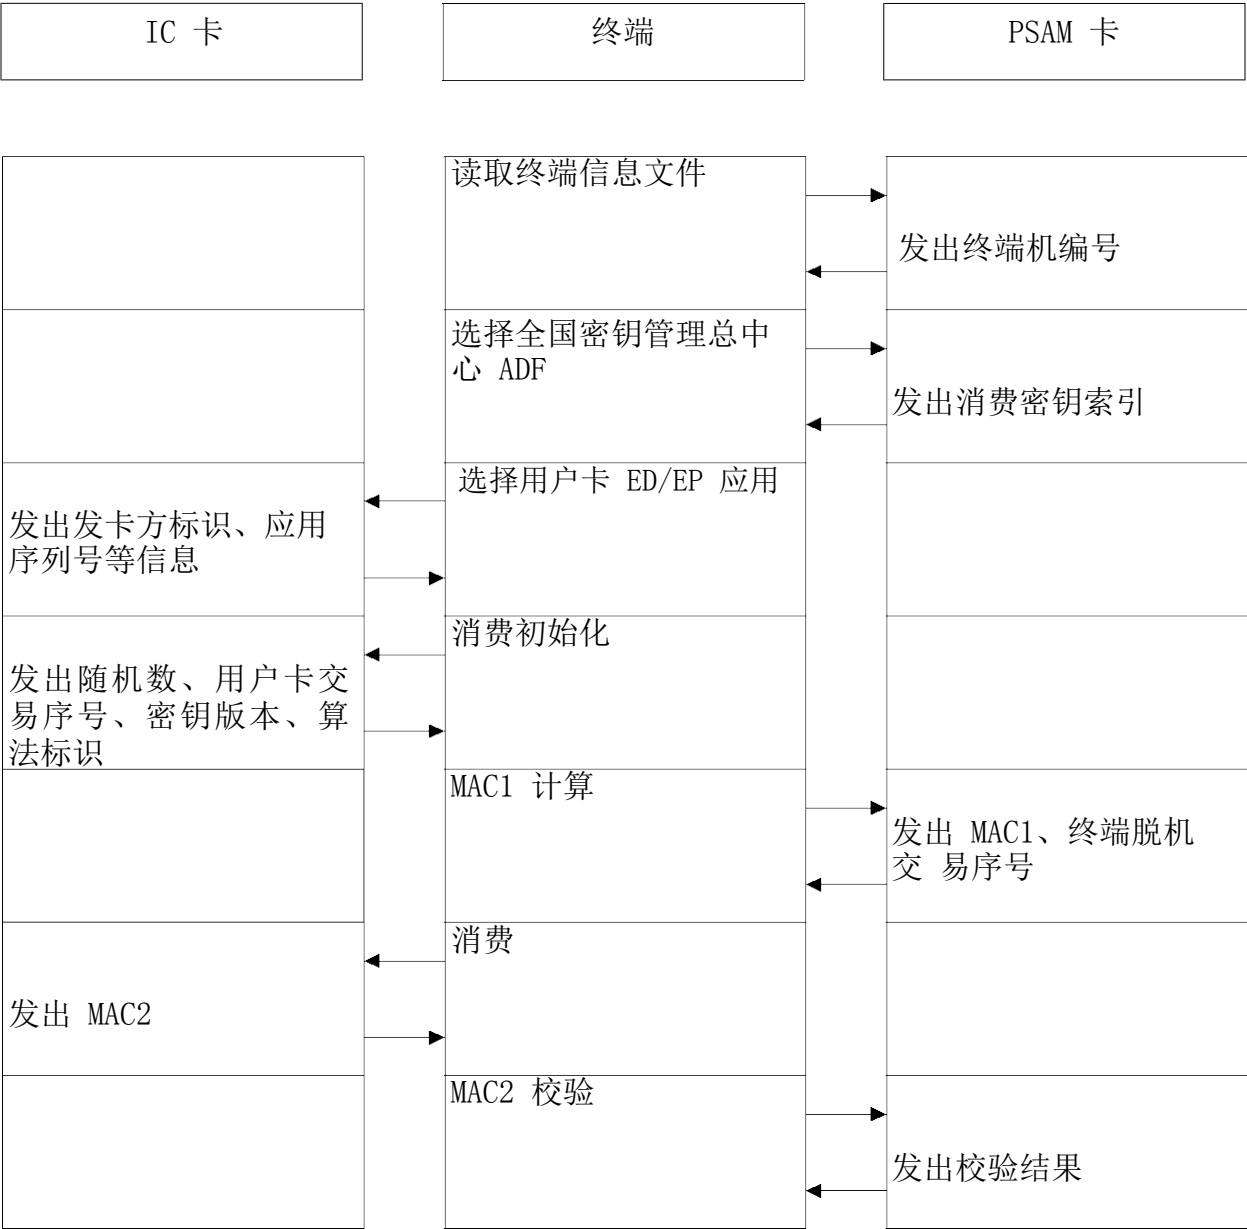 IC 卡
终端
PSAM 卡
读取终端信息文件
发出终端机编号
选择全国密钥管理总中
心 ADF
发出消费密钥索引
选择用户卡 ED/EP 应用
发出发卡方标识、应用
序列号等信息
消费初始化
发出随机数、用户卡交
易序号、密钥版本、算
法标识
MAC1 计算
发出 MAC1、终端脱机
交 易序号
消费
发出 MAC2
MAC2 校验
发出校验结果